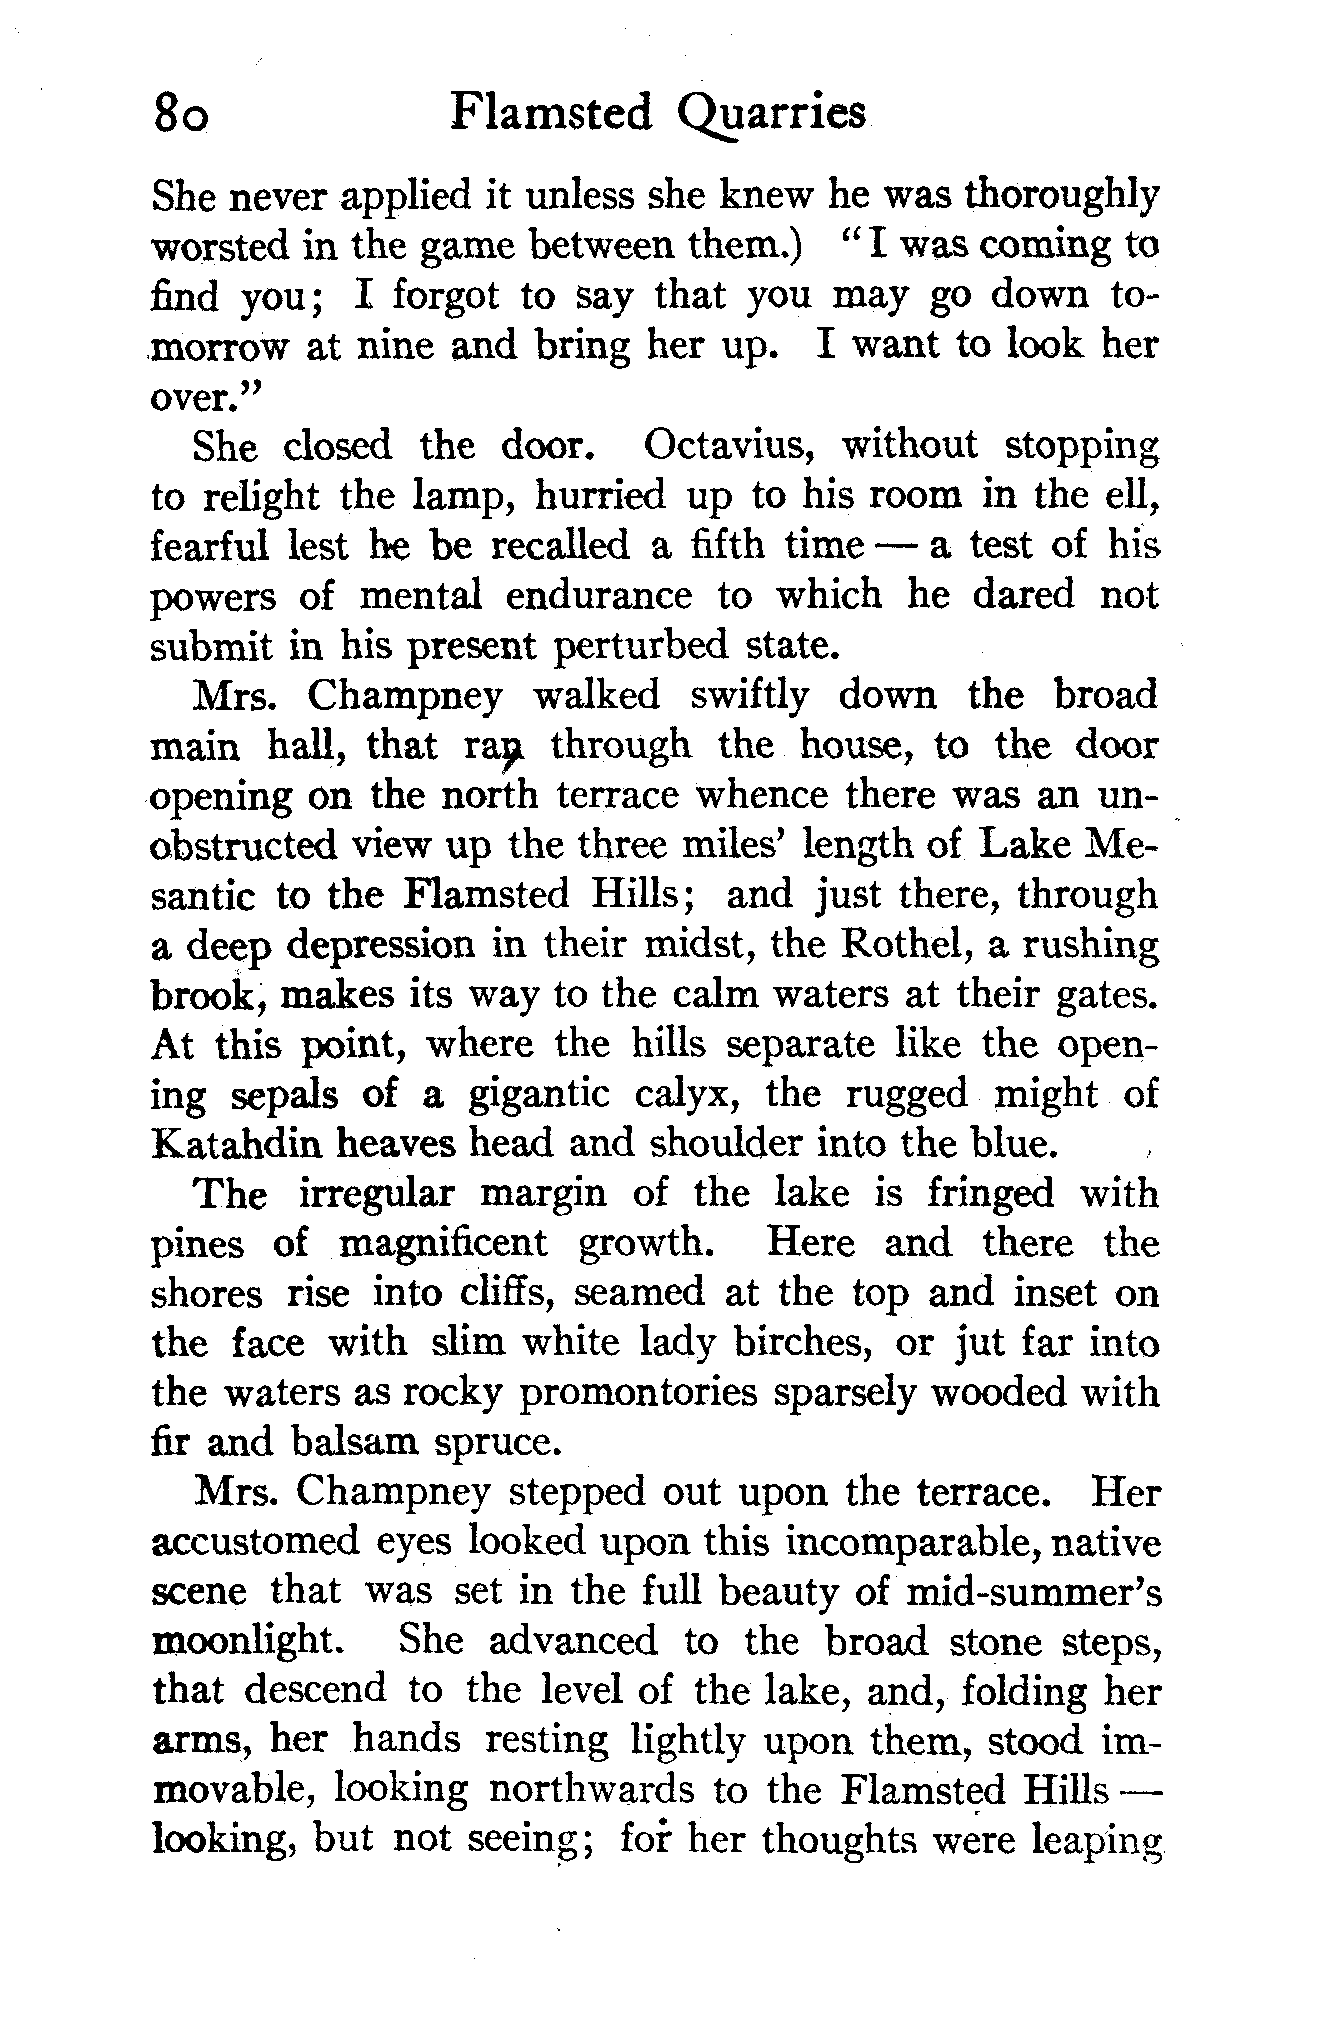 80 Flamsted Quarries
She never applied it unless she knew he was thoroughly
worsted in the game between them.) "I was coming to
find you; I forgot to say that you may go down to-
morrow at nine and bring her up. I want to look her
over."
She closed the door. Octavius, without stopping
to relight the lamp, hurried up to his room in the ell,
fearful lest he be recalled a fifth time — a test of his
powers of mental endurance to which he dared not
submit in his present perturbed state.
Mrs. Champney walked swiftly down the broad
main hall, that ran through the house, to the door
opening on the north terrace whence there was an un-
obstructed view up the three miles' length of Lake Me-
santic to the Flamsted Hills; and just there, through
a deep depression in their midst, the Rothel, a rushing
brook, makes its way to the calm waters at their gates.
At this point, where the hills separate like the open-
ing sepals of a gigantic calyx, the rugged might of
Katahdin heaves head and shoulder into the blue.
The irregular margin of the lake is fringed with
pines of magnificent growth. Here and there the
shores rise into cliffs, seamed at the top and inset on
the face with slim white lady birches, or jut far into
the waters as rocky promontories sparsely wooded with
fir and balsam spruce.
Mrs. Champney stepped out upon the terrace. Her
accustomed eyes looked upon this incomparable, native
scene that was set in the full beauty of mid-summer's
moonlight. She advanced to the broad stone steps,
that descend to the level of the lake, and, folding her
arms, her hands resting lightly upon them, stood im-
movable, looking northwards to the Flamsted Hills —
looking, but not seeing; for her thoughts were leaping